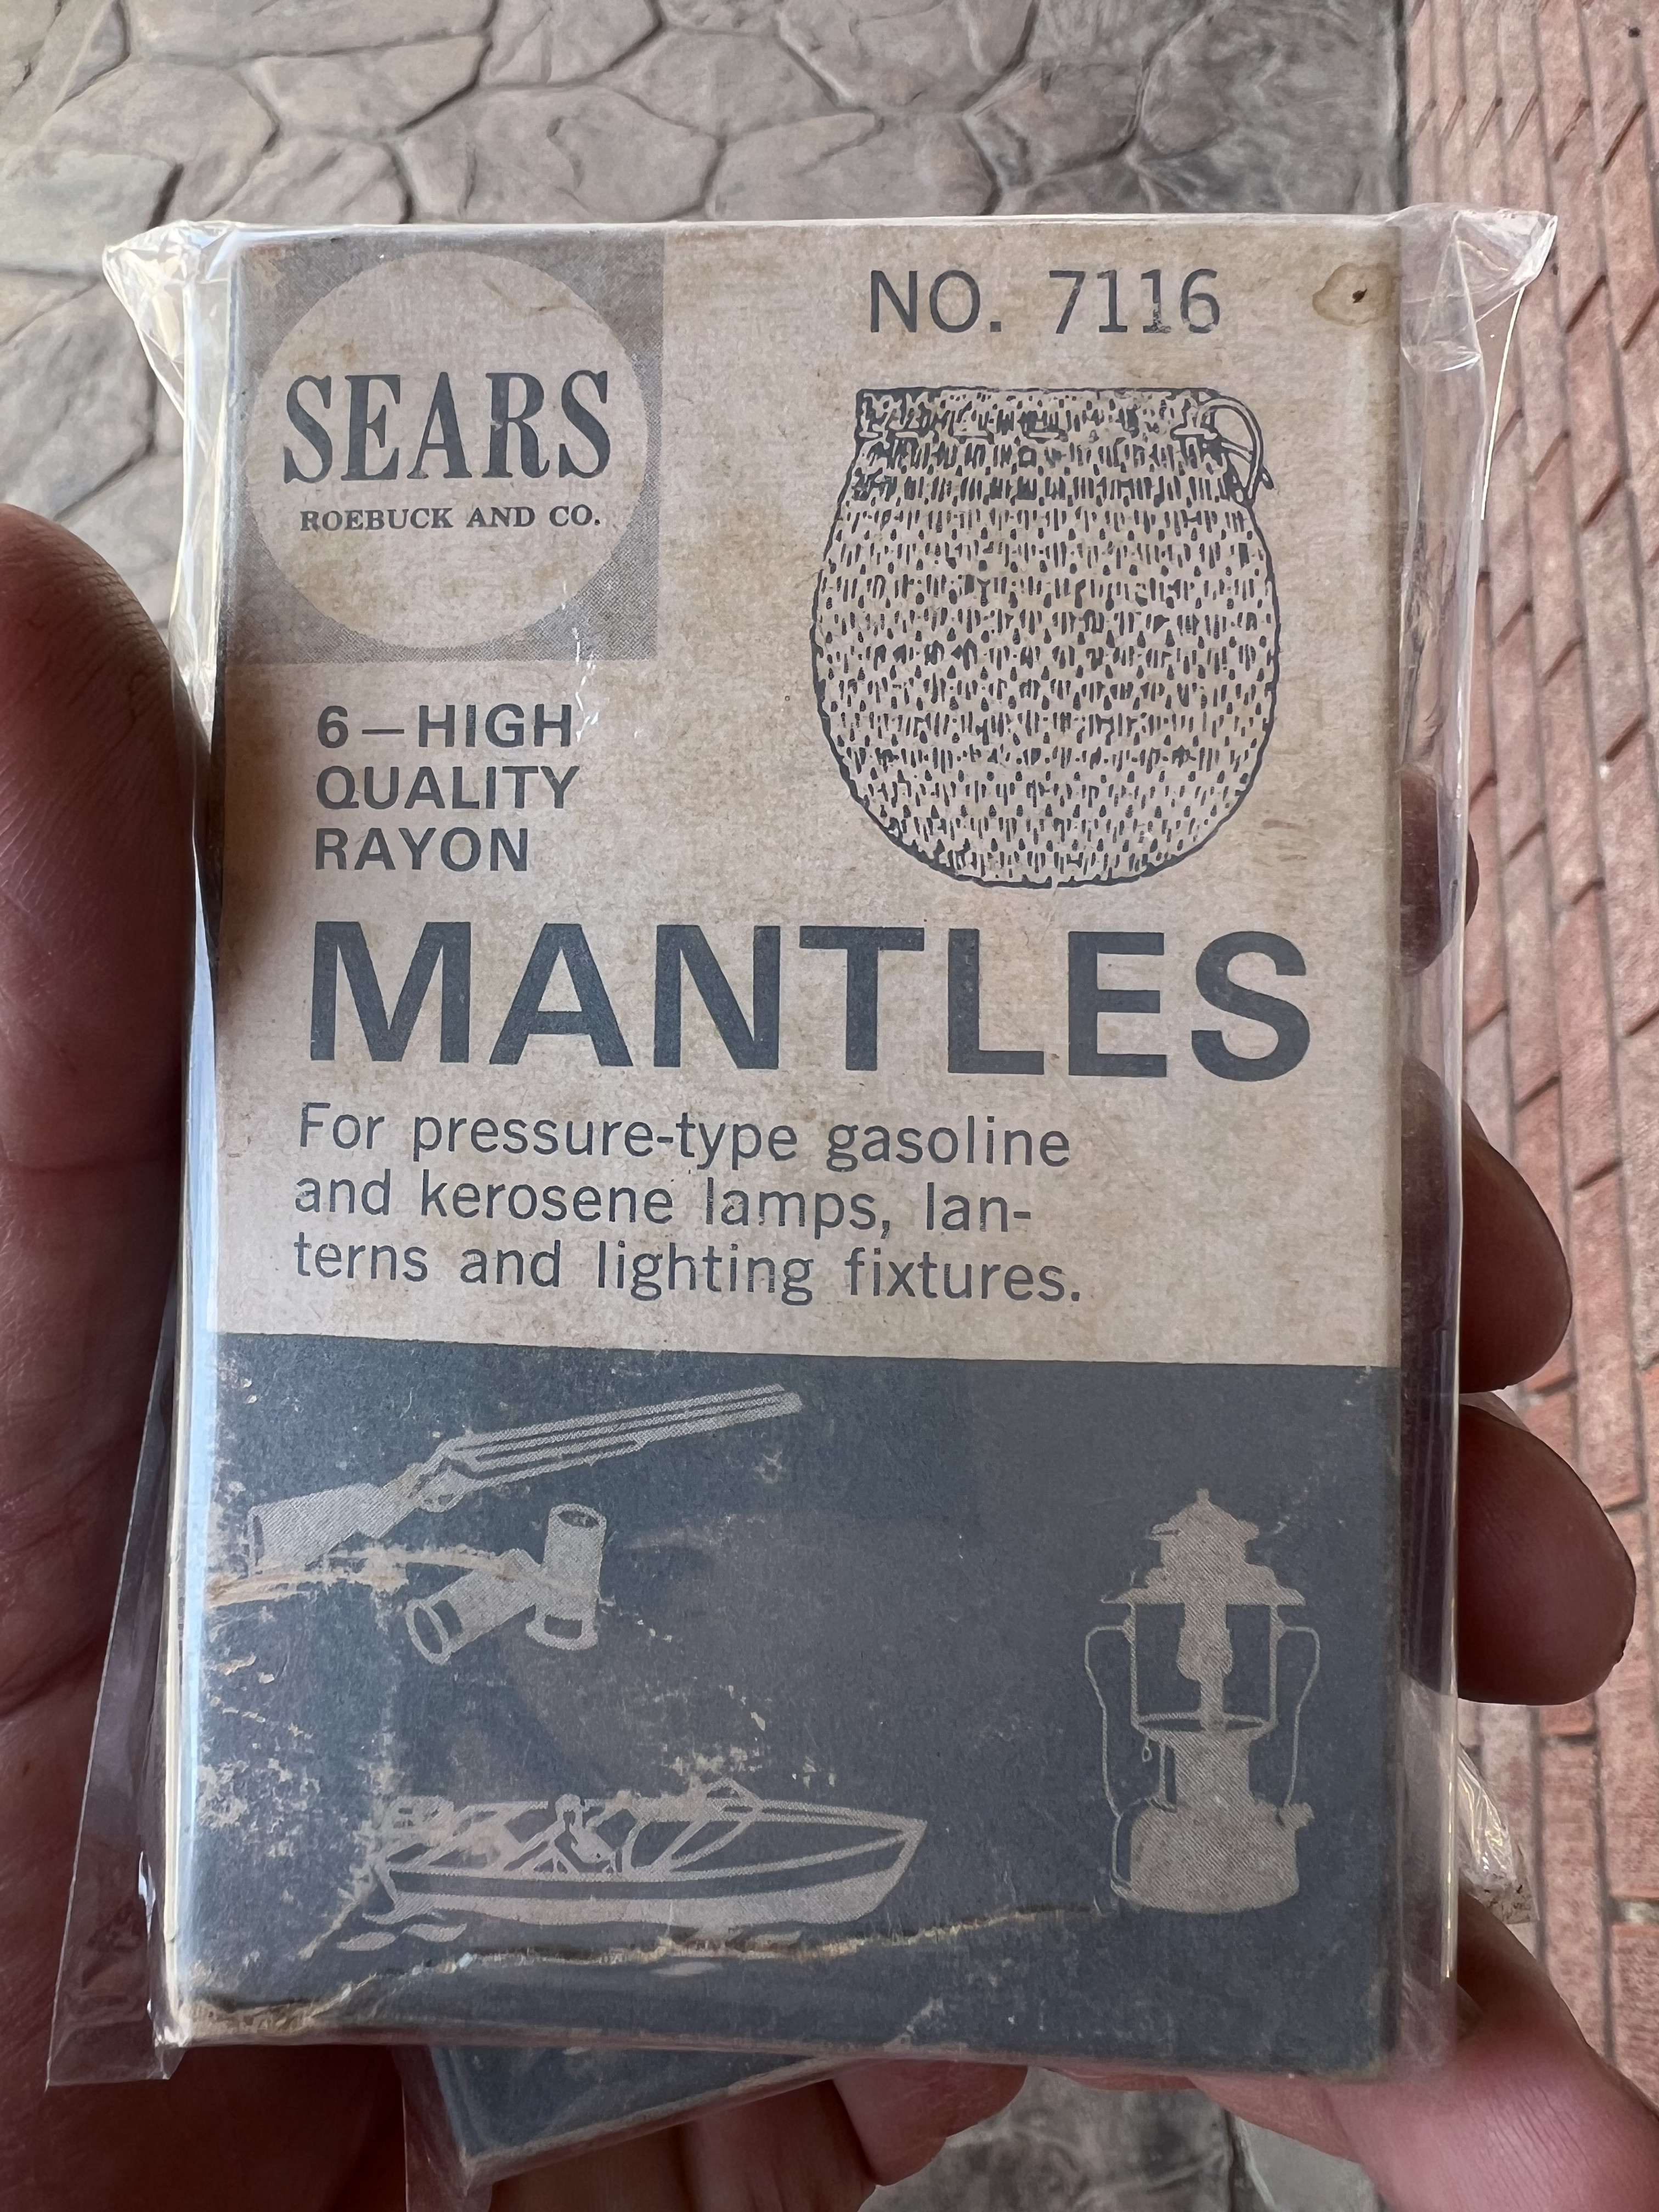 NO. 7116
SEARS
ROEBUCK AND CO.
6—HIGH
QUALITY
RAYON
MANTLES
For pressure-type gasoline
and kerosene lamps, lan-
terns and lighting fixtures.